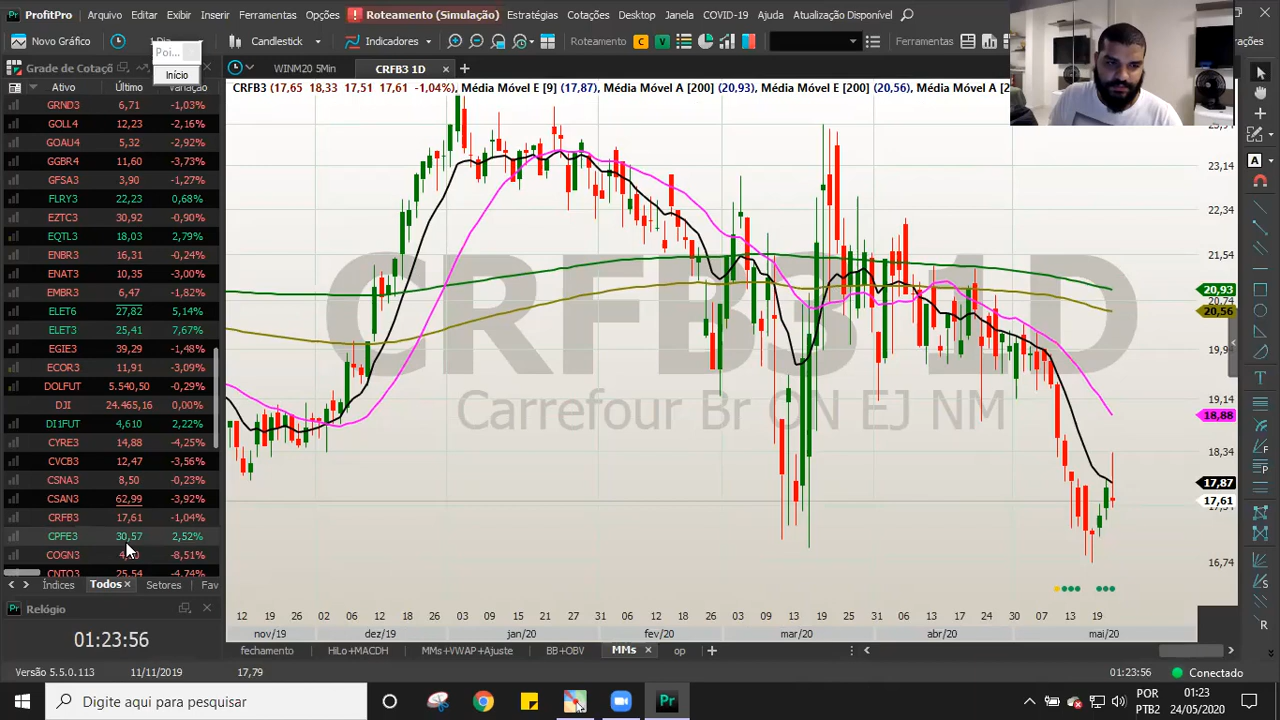 ProfitPro Arquivo Editar Exibir Inserir Ferramentas Opções Roteamento (Simulação) Estratégias Cotações Desktop Janela COVID-19 Ajuda Atualização Disponível
Novo Gráfico 1 Dia Candlestick Indicadores Roteamento C V Ferramentas
Poi...
Início
Grade de Cotaçõ
WINM20 5Min CRFB3 1D
Ativo Último Variação
CRFB3 (17,65 18,33 17,51 17,61 -1,04%), Média Móvel E [9] (17,87), Média Móvel A [200] (20,93), Média Móvel E [200] (20,56), Média Móvel A [2
GRND3 6,71 -1,03%
GOLL4 12,23 -2,16%
GOAU4 5,32 -2,92%
GGBR4 11,60 -3,73%
GFSA3 3,90 -1,27%
FLRY3 22,23 0,68%
EZTC3 30,92 -0,90%
EQTL3 18,03 2,79%
ENBR3 16,31 -0,24%
ENAT3 10,35 -3,00%
EMBR3 6,47 -1,82%
ELET6 27,82 5,14%
ELET3 25,41 7,67%
EGIE3 39,29 -1,48%
ECOR3 11,91 -3,09%
DOLFUT 5.540,50 -0,29%
DJI 24.465,16 0,00%
DI1FUT 4,610 2,22%
CYRE3 14,88 -4,25%
CVCB3 12,47 -3,56%
CSNA3 8,50 -0,23%
CSAN3 62,99 -3,92%
CRFB3 17,61 -1,04%
CPFE3 30,57 2,52%
COGN3 -8,51%
CNTO3 25,54 -4,74%
Índices Todos Setores Fav
CRFB3 1D
Carrefour Br ON EJ NM
23,14
22,34
21,54
20,93
20,74
20,56
19,14
18,88
18,34
17,87
17,61
16,74
12 19 26 02 06 12 18 26 03 09 15 21 27 31 06 12 18 27 03 09 13 19 25 31 06 13 17 24 30 07 13 19
nov/19 dez/19 jan/20 fev/20 mar/20 abr/20 mai/20
Relógio
01:23:56
fechamento HiLo+MACDH MMs+VWAP+Ajuste BB+OBV MMs op
Versão 5.5.0.113 11/11/2019 17,79 01:23:56 Conectado
Digite aqui para pesquisar
POR
PTB2
01:23
24/05/2020